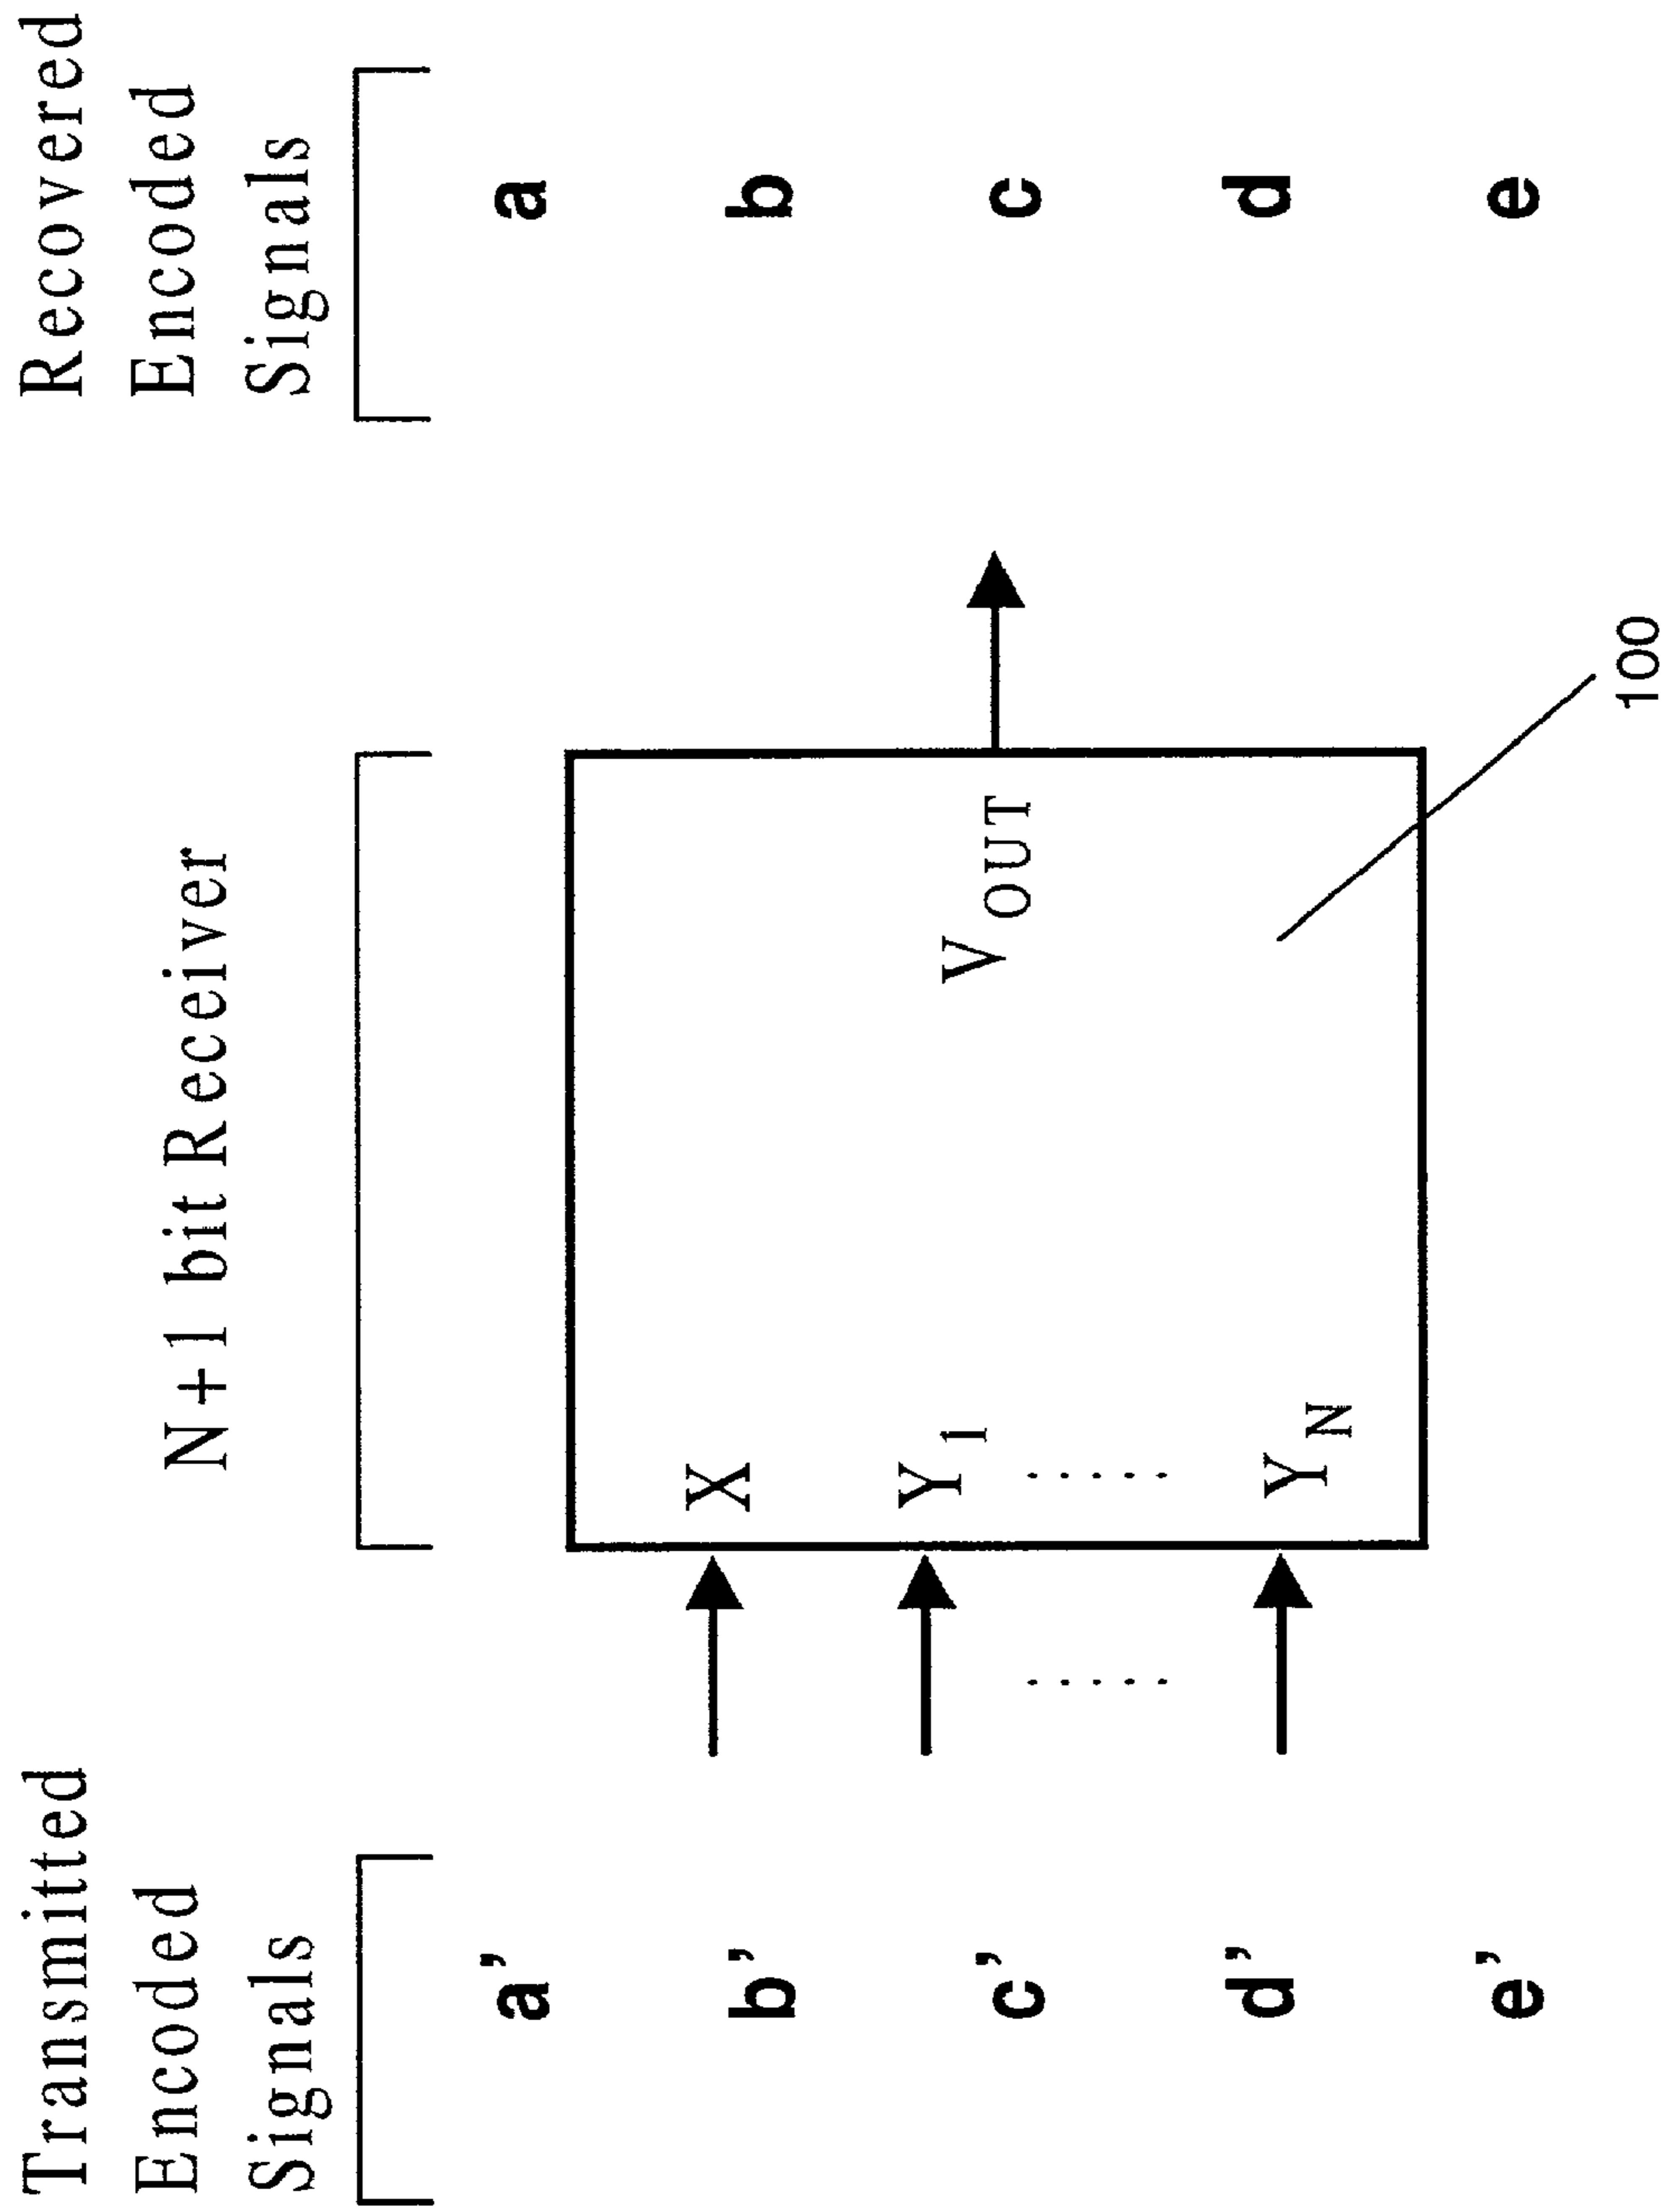 Transmitted
Encoded
Signals
N+1 bit Receiver
Recovered
Encoded
Signals
a’
b’
c’
d’
e’
X
Y1
.....
.....
YN
VOUT
a
b
c
d
e
100